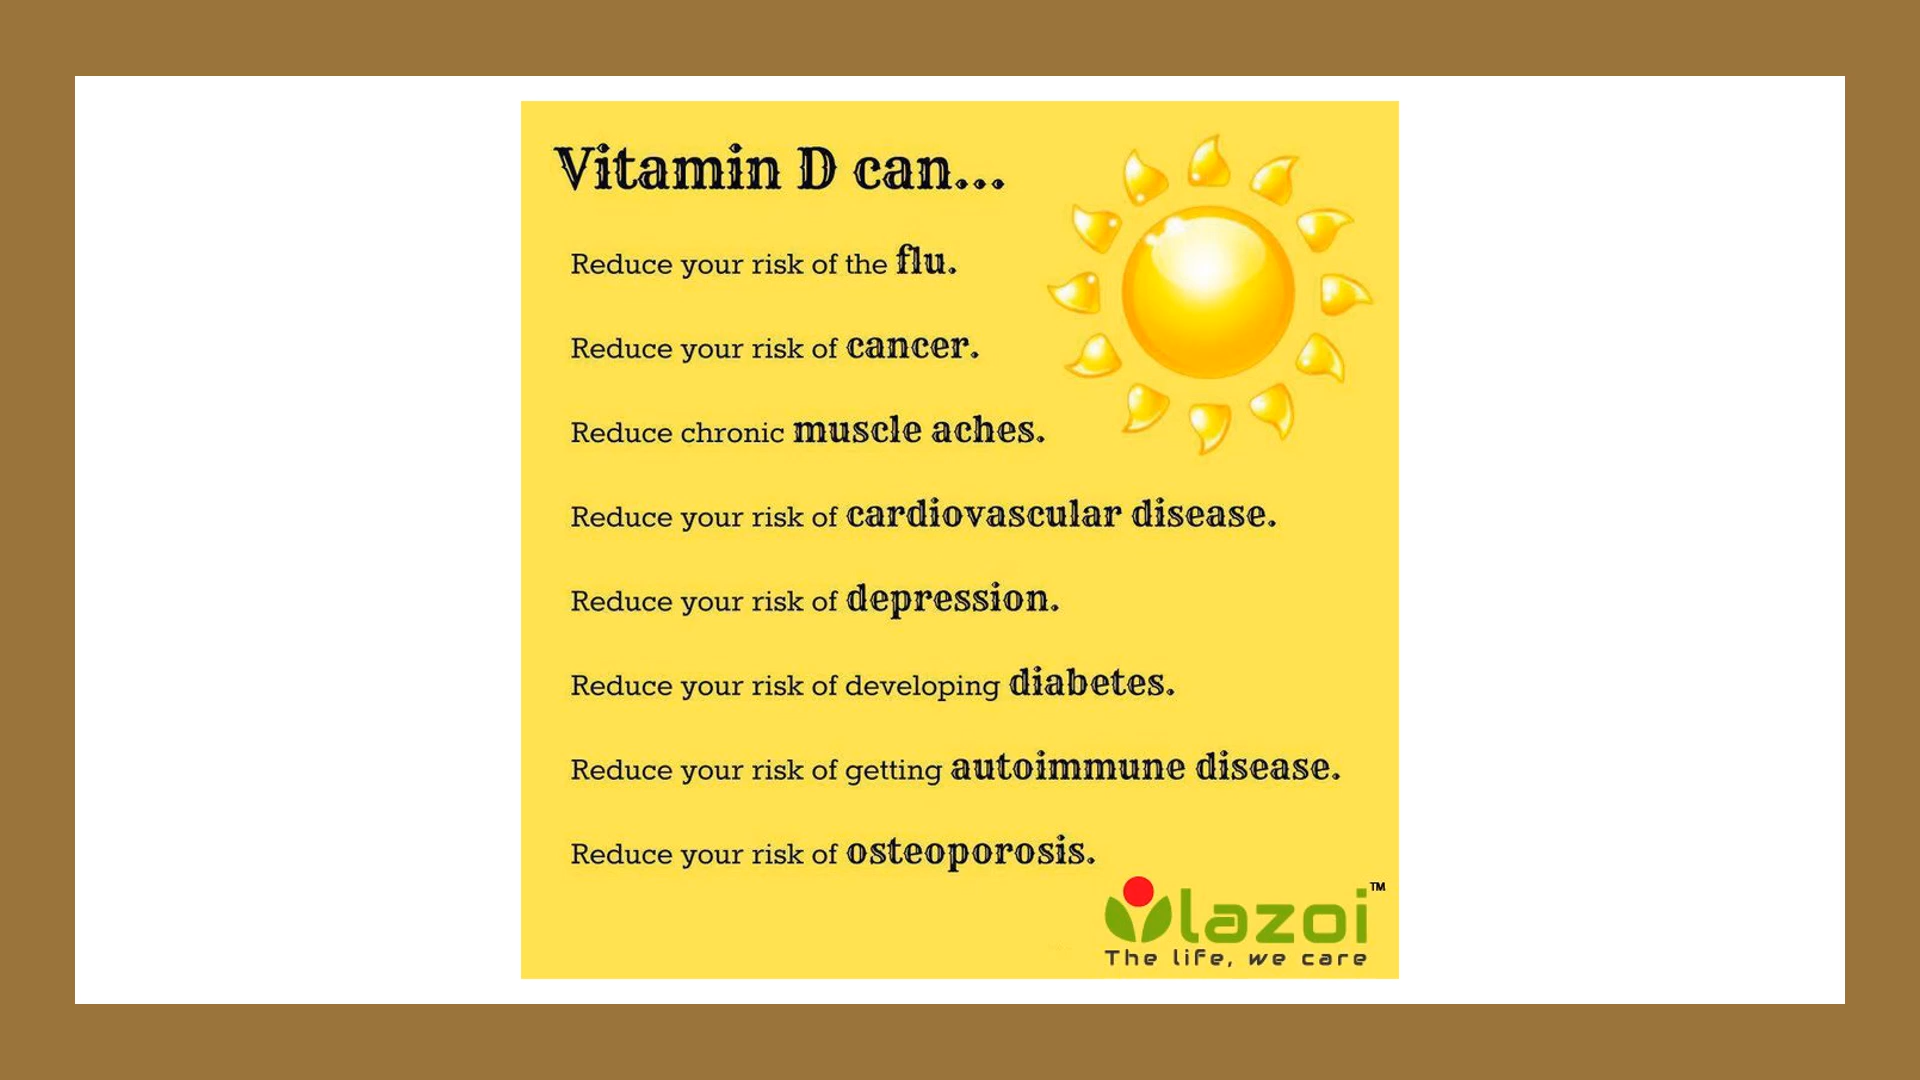 Vitamin D can...
Reduce your risk of the flu.
Reduce your risk of cancer.
Reduce chronic muscle aches.
Reduce your risk of cardiovascular disease.
Reduce your risk of depression.
Reduce your risk of developing diabetes.
Reduce your risk of getting autoimmune disease.
Reduce your risk of osteoporosis.
lazoi™
The life, we care